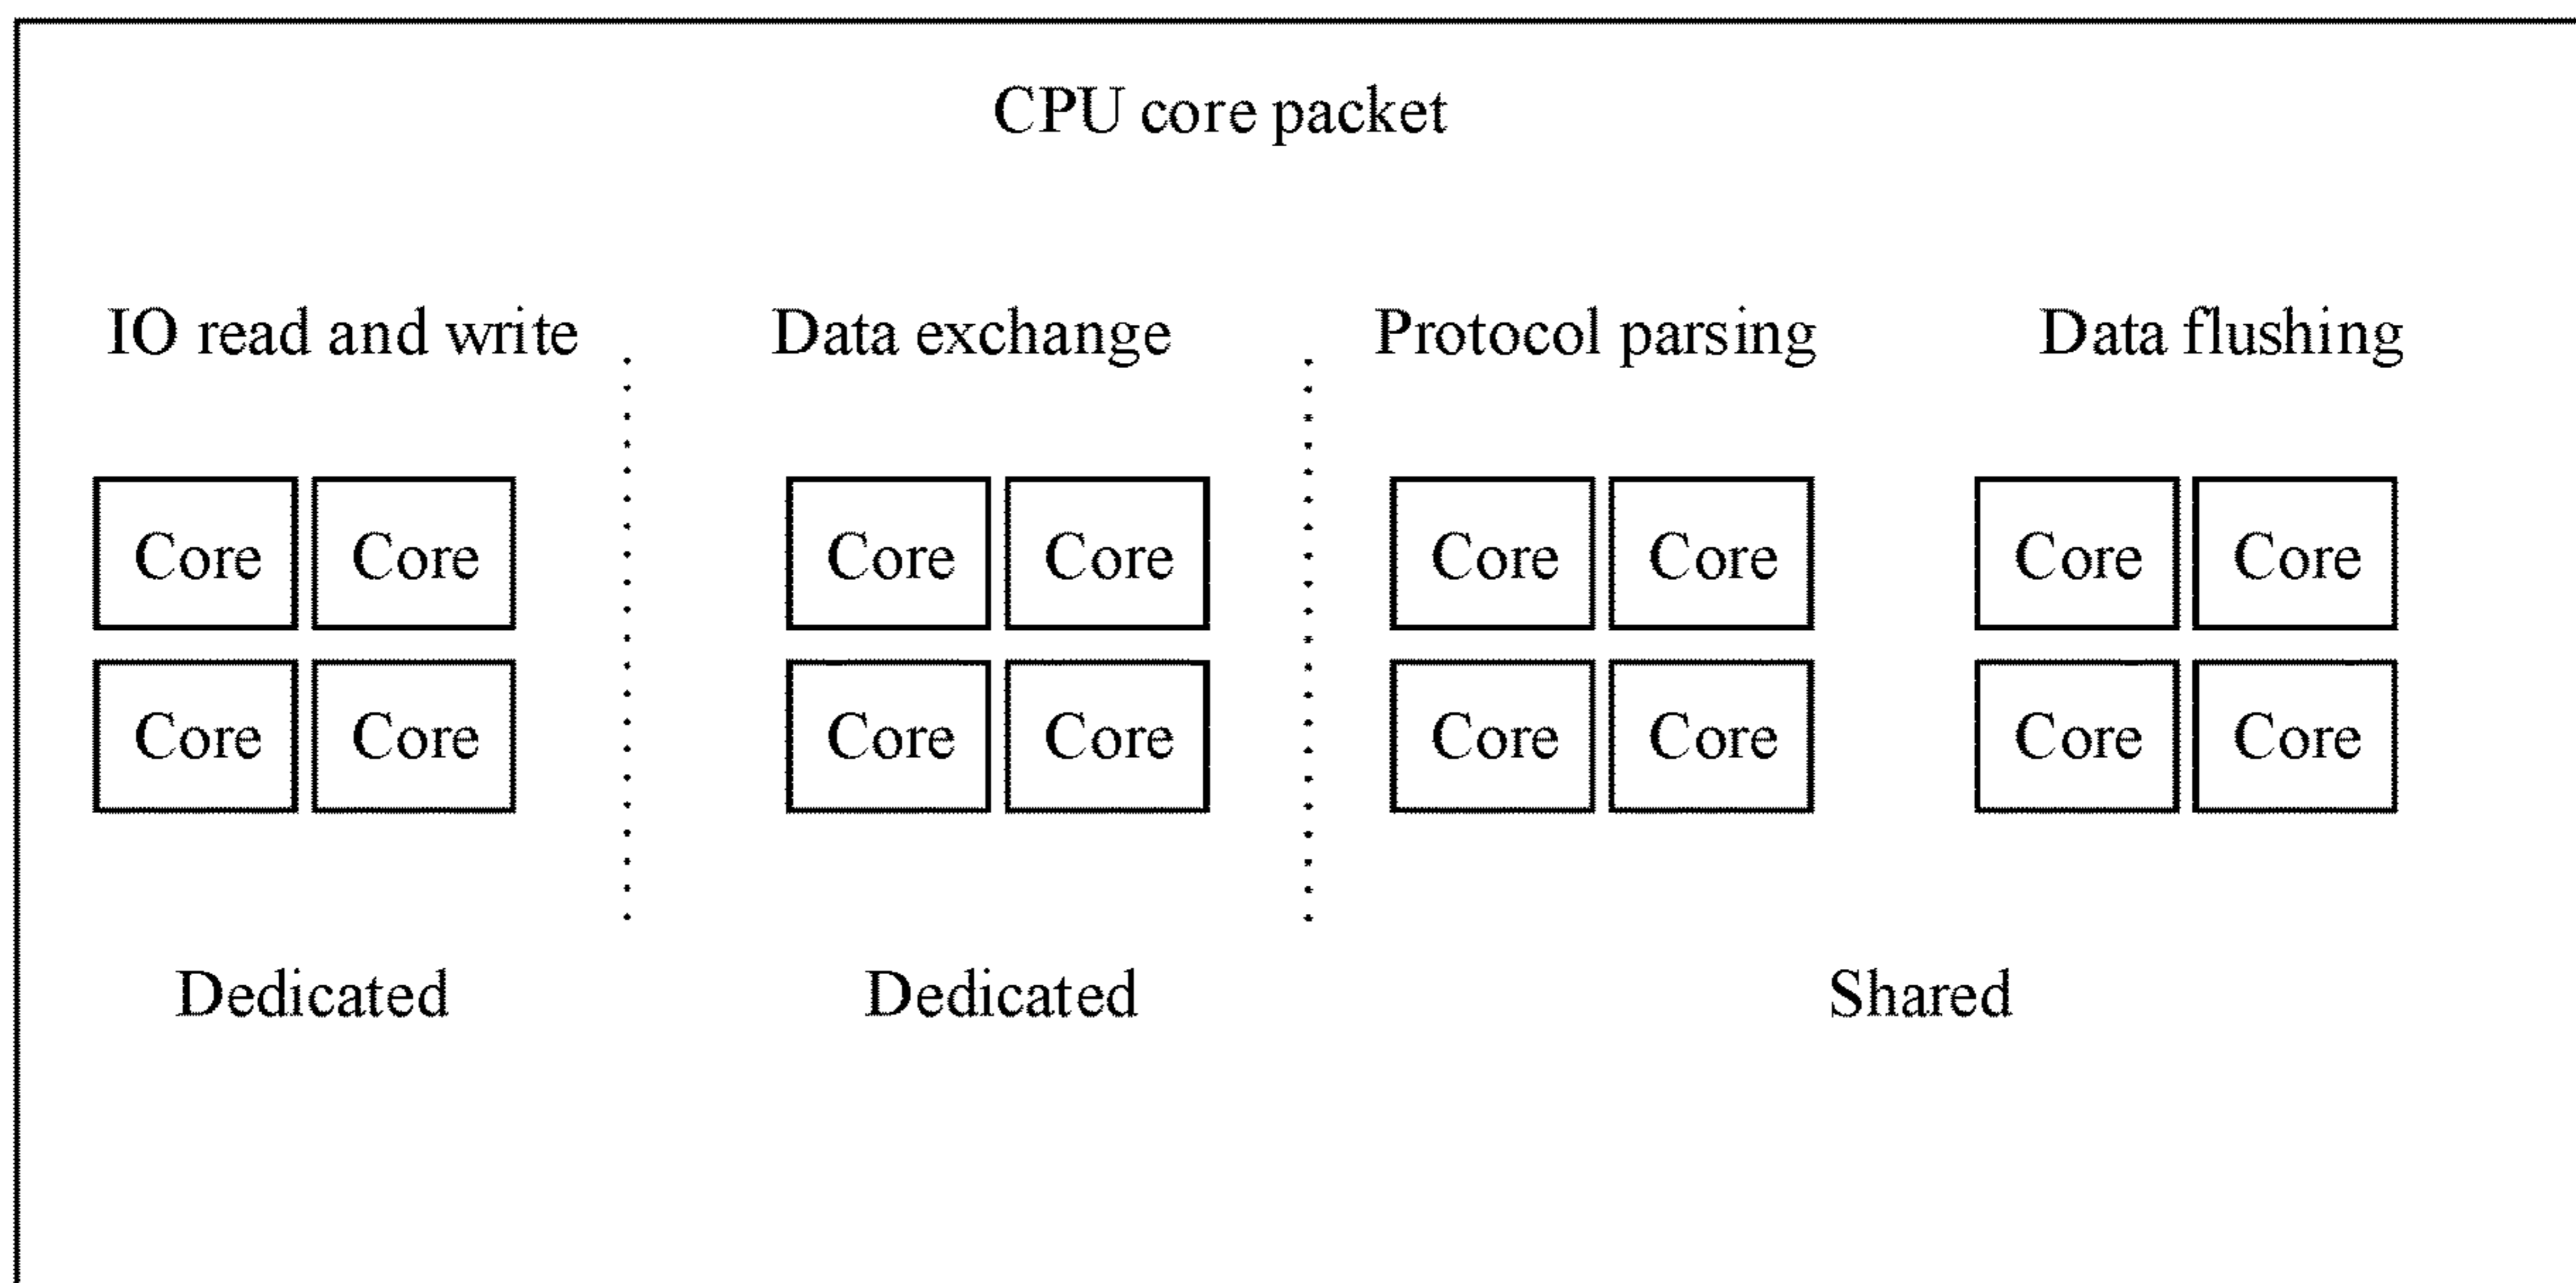 CPU core packet
IO read and write Data exchange Protocol parsing Data flushing
Core Core Core Core Core Core Core Core
Core Core Core Core Core Core Core Core
Dedicated Dedicated Shared